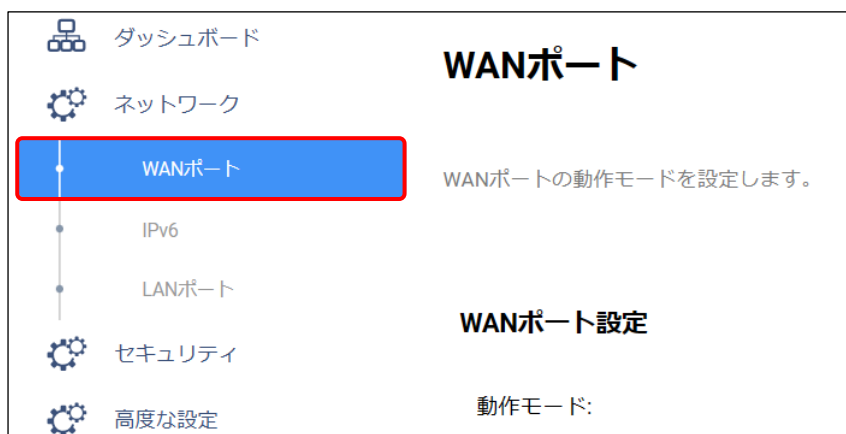 ダッシュボード
ネットワーク
WANポート
IPv6
LANポート
セキュリティ
高度な設定
WANポート
WANポートの動作モードを設定します。
WANポート設定
動作モード: